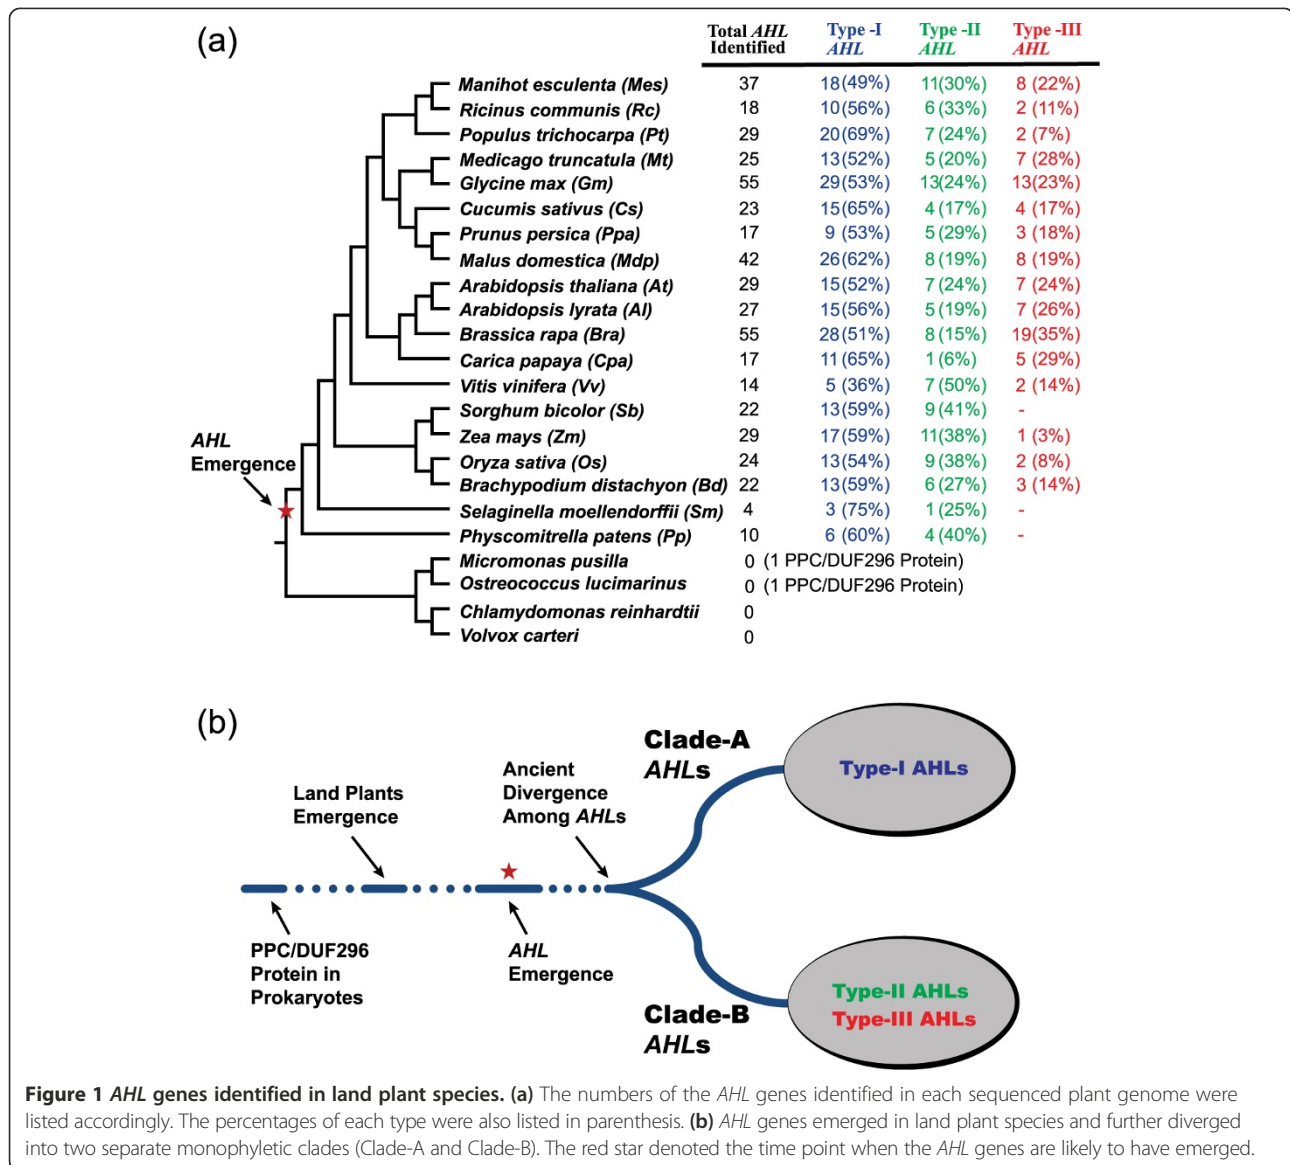 (a)
Total AHL Identified Type -I AHL Type -II AHL Type -III AHL
Manihot esculenta (Mes) 37 18(49%) 11(30%) 8 (22%)
Ricinus communis (Rc) 18 10(56%) 6 (33%) 2 (11%)
Populus trichocarpa (Pt) 29 20(69%) 7 (24%) 2 (7%)
Medicago truncatula (Mt) 25 13(52%) 5(20%) 7 (28%)
Glycine max (Gm) 55 29(53%) 13(24%) 13(23%)
Cucumis sativus (Cs) 23 15(65%) 4 (17%) 4 (17%)
Prunus persica (Ppa) 17 9 (53%) 5(29%) 3 (18%)
Malus domestica (Mdp) 42 26(62%) 8(19%) 8 (19%)
Arabidopsis thaliana (At) 29 15(52%) 7(24%) 7 (24%)
Arabidopsis lyrata (Al) 27 15(56%) 5(19%) 7 (26%)
Brassica rapa (Bra) 55 28(51%) 8(15%) 19(35%)
Carica papaya (Cpa) 17 11 (65%) 1(6%) 5 (29%)
Vitis vinifera (Vv) 14 5 (36%) 7(50%) 2 (14%)
Sorghum bicolor (Sb) 22 13(59%) 9(41%) -
Zea mays (Zm) 29 17(59%) 11(38%) 1 (3%)
Oryza sativa (Os) 24 13(54%) 9 (38%) 2 (8%)
Brachypodium distachyon (Bd) 22 13(59%) 6(27%) 3 (14%)
Selaginella moellendorffii (Sm) 4 3 (75%) 1(25%) -
Physcomitrella patens (Pp) 10 6 (60%) 4 (40%) -
Micromonas pusilla 0 (1 PPC/DUF296 Protein)
Ostreococcus lucimarinus 0 (1 PPC/DUF296 Protein)
Chlamydomonas reinhardtii 0
Volvox carteri 0
AHL
Emergence
(b)
Land Plants
Emergence
Ancient
Divergence
Among AHLs
PPC/DUF296
Protein in
Prokaryotes
AHL
Emergence
Clade-A
AHLs
Type-I AHLs
Clade-B
AHLs
Type-II AHLs
Type-III AHLs
Figure 1 AHL genes identified in land plant species. (a) The numbers of the AHL genes identified in each sequenced plant genome were
listed accordingly. The percentages of each type were also listed in parenthesis. (b) AHL genes emerged in land plant species and further diverged
into two separate monophyletic clades (Clade-A and Clade-B). The red star denoted the time point when the AHL genes are likely to have emerged.